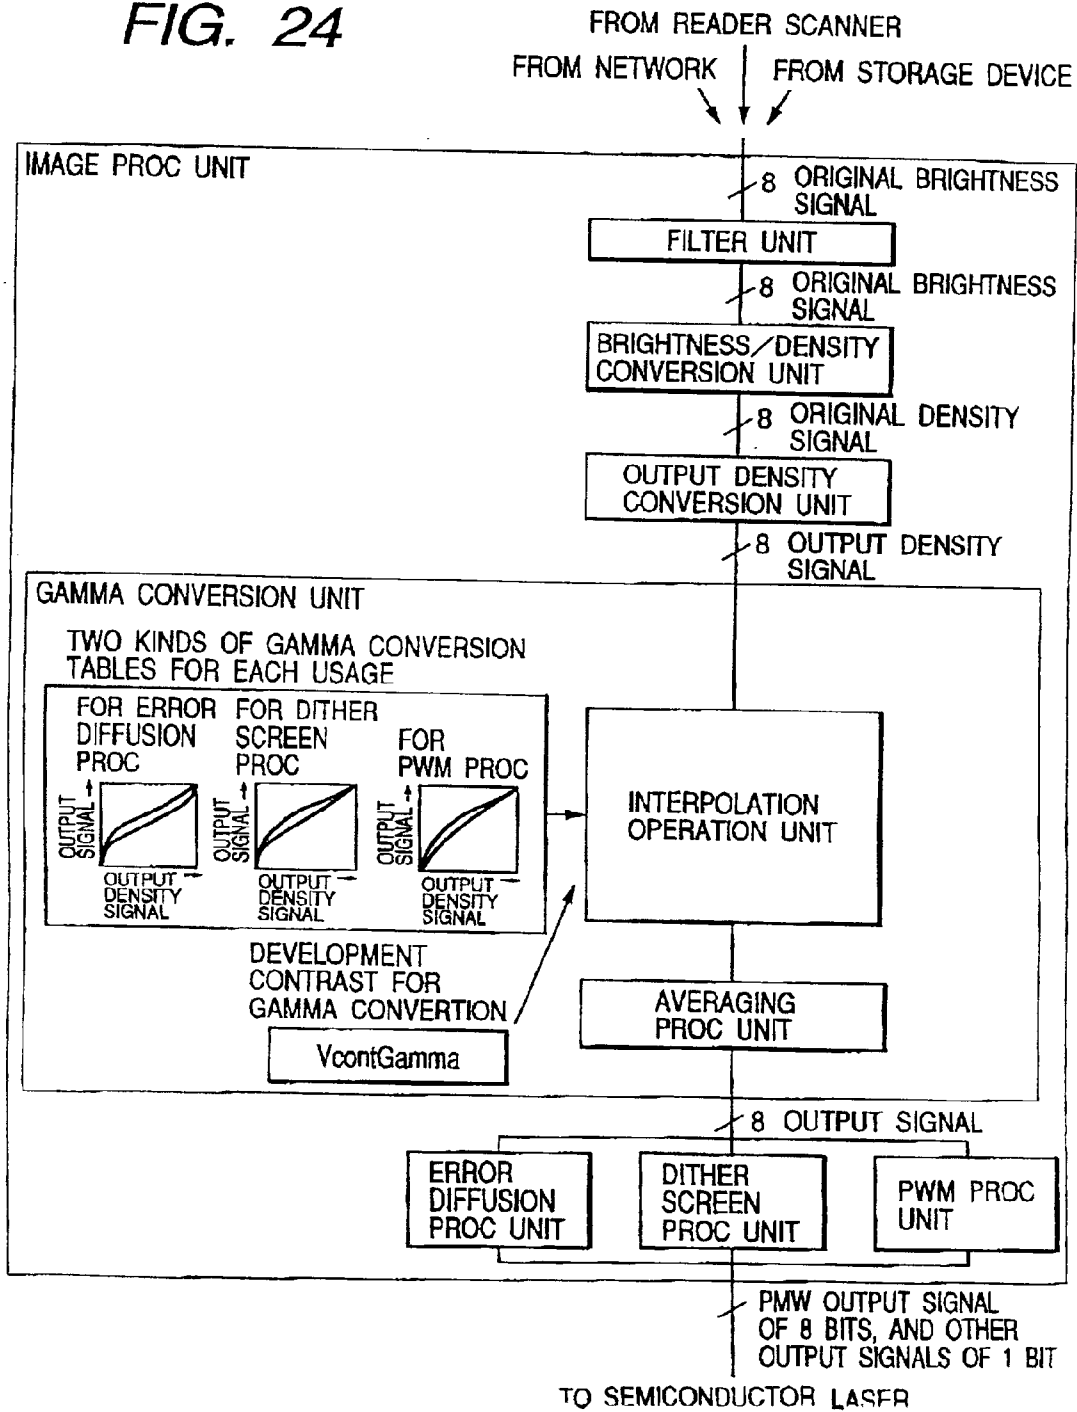 FIG. 24
FROM READER SCANNER
FROM NETWORK
FROM STORAGE DEVICE
IMAGE PROC UNIT
8 ORIGINAL BRIGHTNESS
SIGNAL
FILTER UNIT
8 ORIGINAL BRIGHTNESS
SIGNAL
BRIGHTNESS/DENSITY
CONVERSION UNIT
8 ORIGINAL DENSITY
SIGNAL
OUTPUT DENSITY
CONVERSION UNIT
8 OUTPUT DENSITY
SIGNAL
GAMMA CONVERSION UNIT
TWO KINDS OF GAMMA CONVERSION
TABLES FOR EACH USAGE
FOR ERROR
DIFFUSION
PROC
OUTPUT
SIGNAL
OUTPUT
DENSITY
SIGNAL
FOR DITHER
SCREEN
PROC
OUTPUT
SIGNAL
OUTPUT
DENSITY
SIGNAL
FOR
PWM PROC
OUTPUT
SIGNAL
OUTPUT
DENSITY
SIGNAL
INTERPOLATION
OPERATION UNIT
DEVELOPMENT
CONTRAST FOR
GAMMA CONVERTION
VcontGamma
AVERAGING
PROC UNIT
8 OUTPUT SIGNAL
ERROR
DIFFUSION
PROC UNIT
DITHER
SCREEN
PROC UNIT
PWM PROC
UNIT
PMW OUTPUT SIGNAL
OF 8 BITS, AND OTHER
OUTPUT SIGNALS OF 1 BIT
TO SEMICONDUCTOR LASER